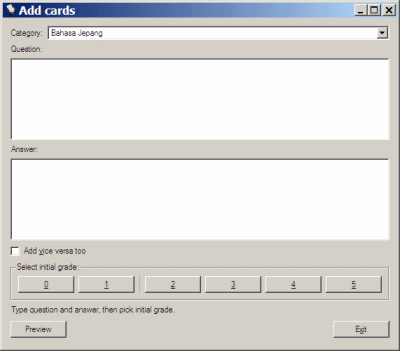 Add cards
Category: Bahasa Jepang
Question:
Answer:
Add vice versa too
Select initial grade:
0 1 2 3 4 5
Type question and answer, then pick initial grade.
Preview Exit